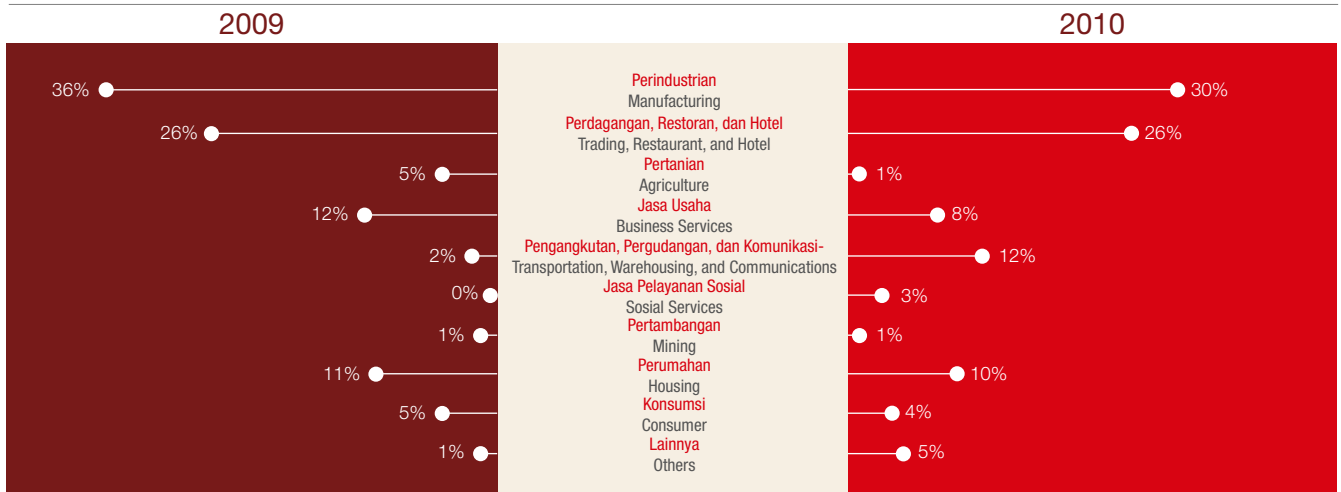 2009 2010
36% Perindustrian 30%
Manufacturing
26% Perdagangan, Restoran, dan Hotel 26%
Trading, Restaurant, and Hotel
5% Pertanian 1%
Agriculture
12% Jasa Usaha 8%
Business Services
2% Pengangkutan, Pergudangan, dan Komunikasi- 12%
Transportation, Warehousing, and Communications
0% Jasa Pelayanan Sosial 3%
Sosial Services
1% Pertambangan 1%
Mining
11% Perumahan 10%
Housing
5% Konsumsi 4%
Consumer
1% Lainnya 5%
Others